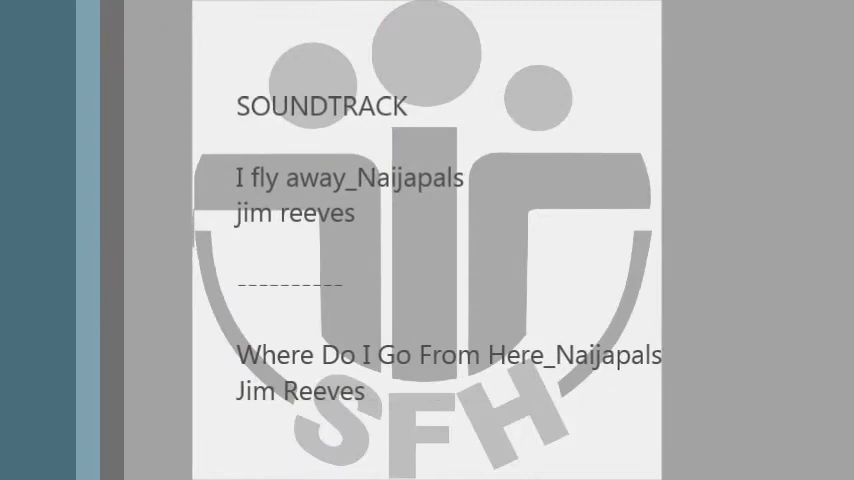 SOUNDTRACK
I fly away_Naijapals
jim reeves
----------
Where Do I Go From Here_Naijapals
Jim Reeves
SFH